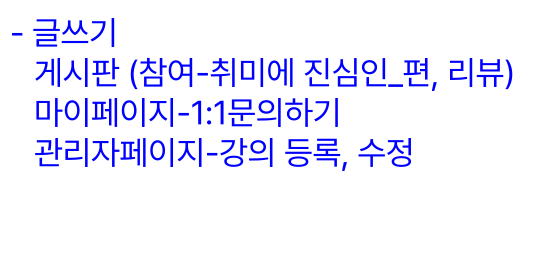 - 글쓰기
게시판 (참여-취미에 진심인_편, 리뷰)
마이페이지-1:1문의하기
관리자페이지-강의 등록, 수정